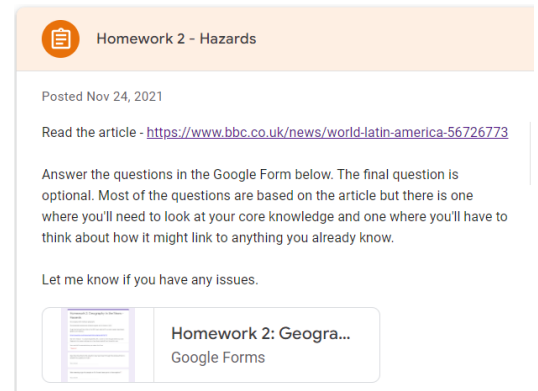 Homework 2 - Hazards
Posted Nov 24, 2021
Read the article - https://www.bbc.co.uk/news/world-latin-america-56726773
Answer the questions in the Google Form below. The final question is
optional. Most of the questions are based on the article but there is one
where you'll need to look at your core knowledge and one where you'll have to
think about how it might link to anything you already know.
Let me know if you have any issues.
Homework 2: Geogra...
Google Forms